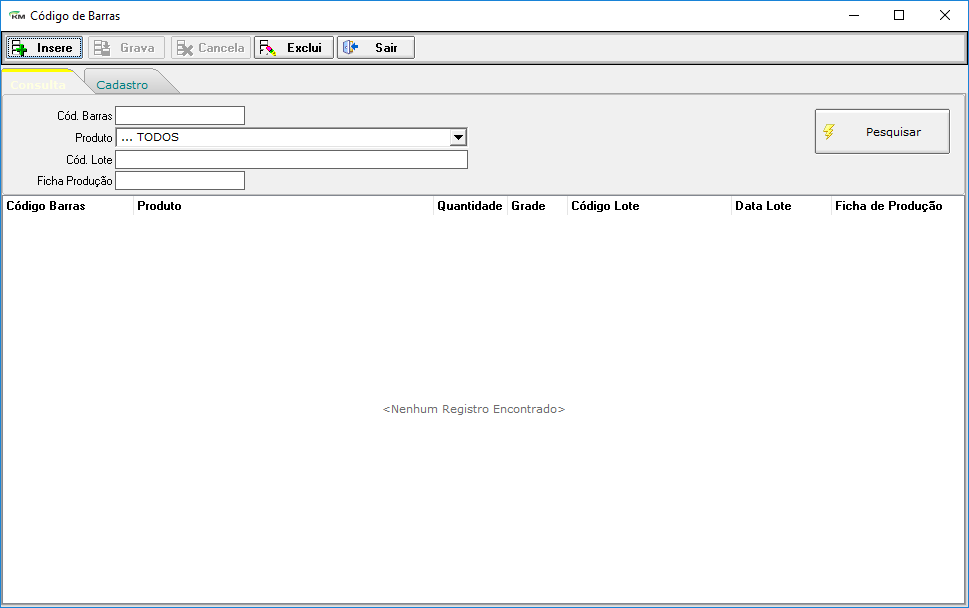 KM Código de Barras
Insere Grava Cancela Exclui Sair
Consulta Cadastro
Cód. Barras
Produto ... TODOS
Pesquisar
Cód. Lote
Ficha Produção
Código Barras Produto Quantidade Grade Código Lote Data Lote Ficha de Produção
<Nenhum Registro Encontrado>